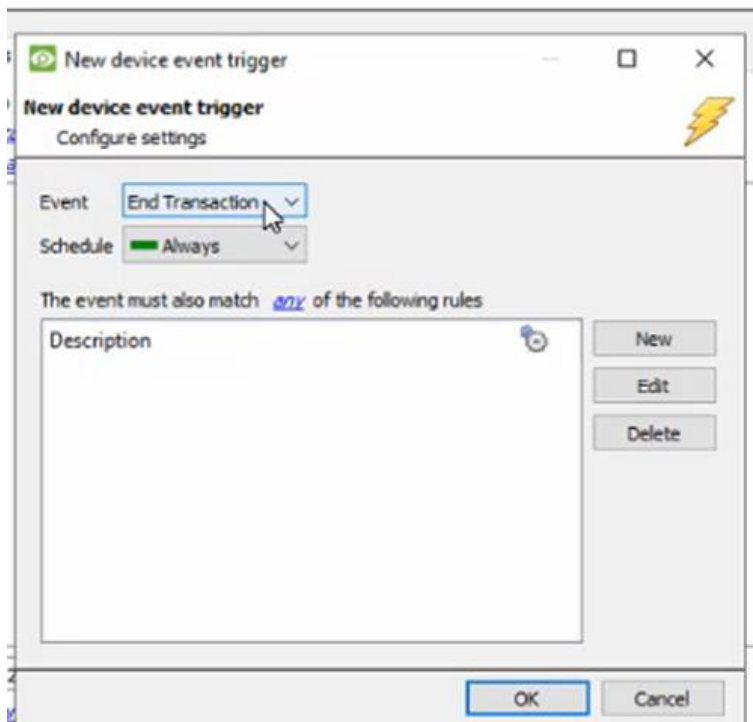 New device event trigger
New device event trigger
Configure settings
Event End Transaction
Schedule Always
The event must also match any of the following rules
Description
New
Edit
Delete
OK Cancel